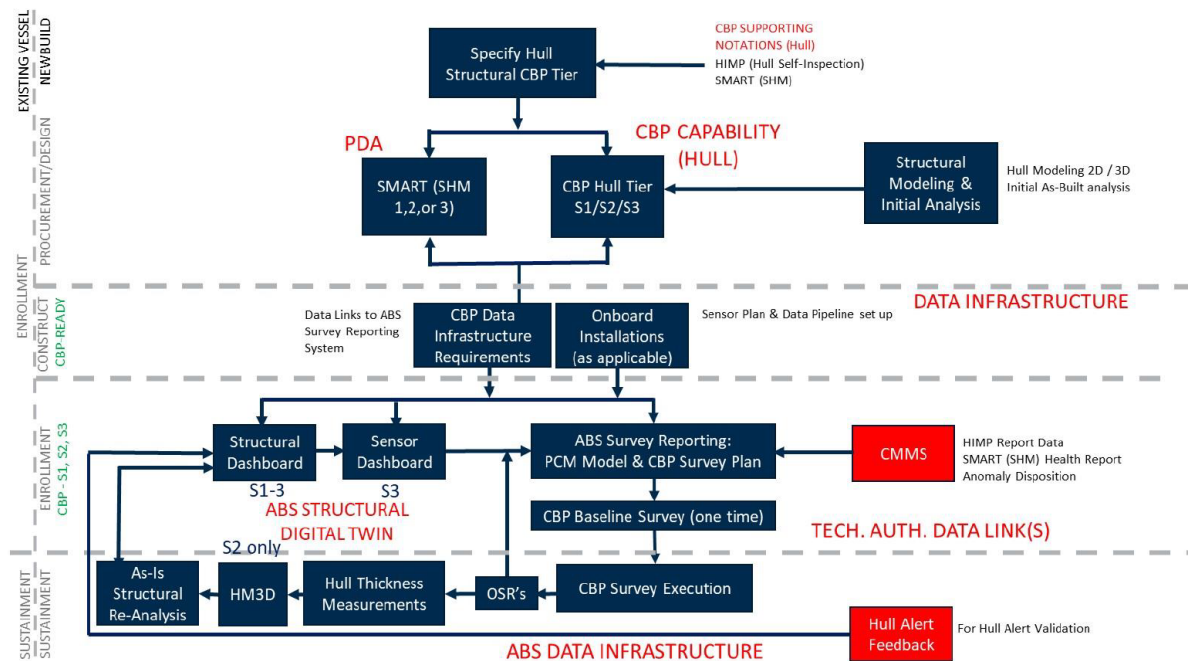 EXISTING VESSEL
NEWBUILD
Specify Hull
Structural CBP Tier
CBP SUPPORTING
NOTATIONS (Hull)
HIMP (Hull Self-Inspection)
SMART (SHM)
PROCUREMENT/DESIGN
PDA
CBP CAPABILITY
(HULL)
SMART (SHM
1,2,or 3)
CBP Hull Tier
S1/S2/S3
Structural
Modeling &
Initial Analysis
Hull Modeling 2D / 3D
Initial As-Built analysis
ENROLLMENT
CONSTRUCT
CBP-READY
DATA INFRASTRUCTURE
Data Links to ABS
Survey Reporting
System
CBP Data
Infrastructure
Requirements
Onboard
Installations
(as applicable)
Sensor Plan & Data Pipeline set up
ENROLLMENT
CBP - S1, S2, S3
Structural
Dashboard
S1-3
Sensor
Dashboard
S3
ABS Survey Reporting:
PCM Model & CBP Survey Plan
CMMS
HIMP Report Data
SMART (SHM) Health Report
Anomaly Disposition
ABS STRUCTURAL
DIGITAL TWIN
CBP Baseline Survey (one time)
TECH. AUTH. DATA LINK(S)
SUSTAINMENT
SUSTAINMENT
S2 only
As-Is
Structural
Re-Analysis
HM3D
Hull Thickness
Measurements
OSR's
CBP Survey Execution
Hull Alert
Feedback
For Hull Alert Validation
ABS DATA INFRASTRUCTURE